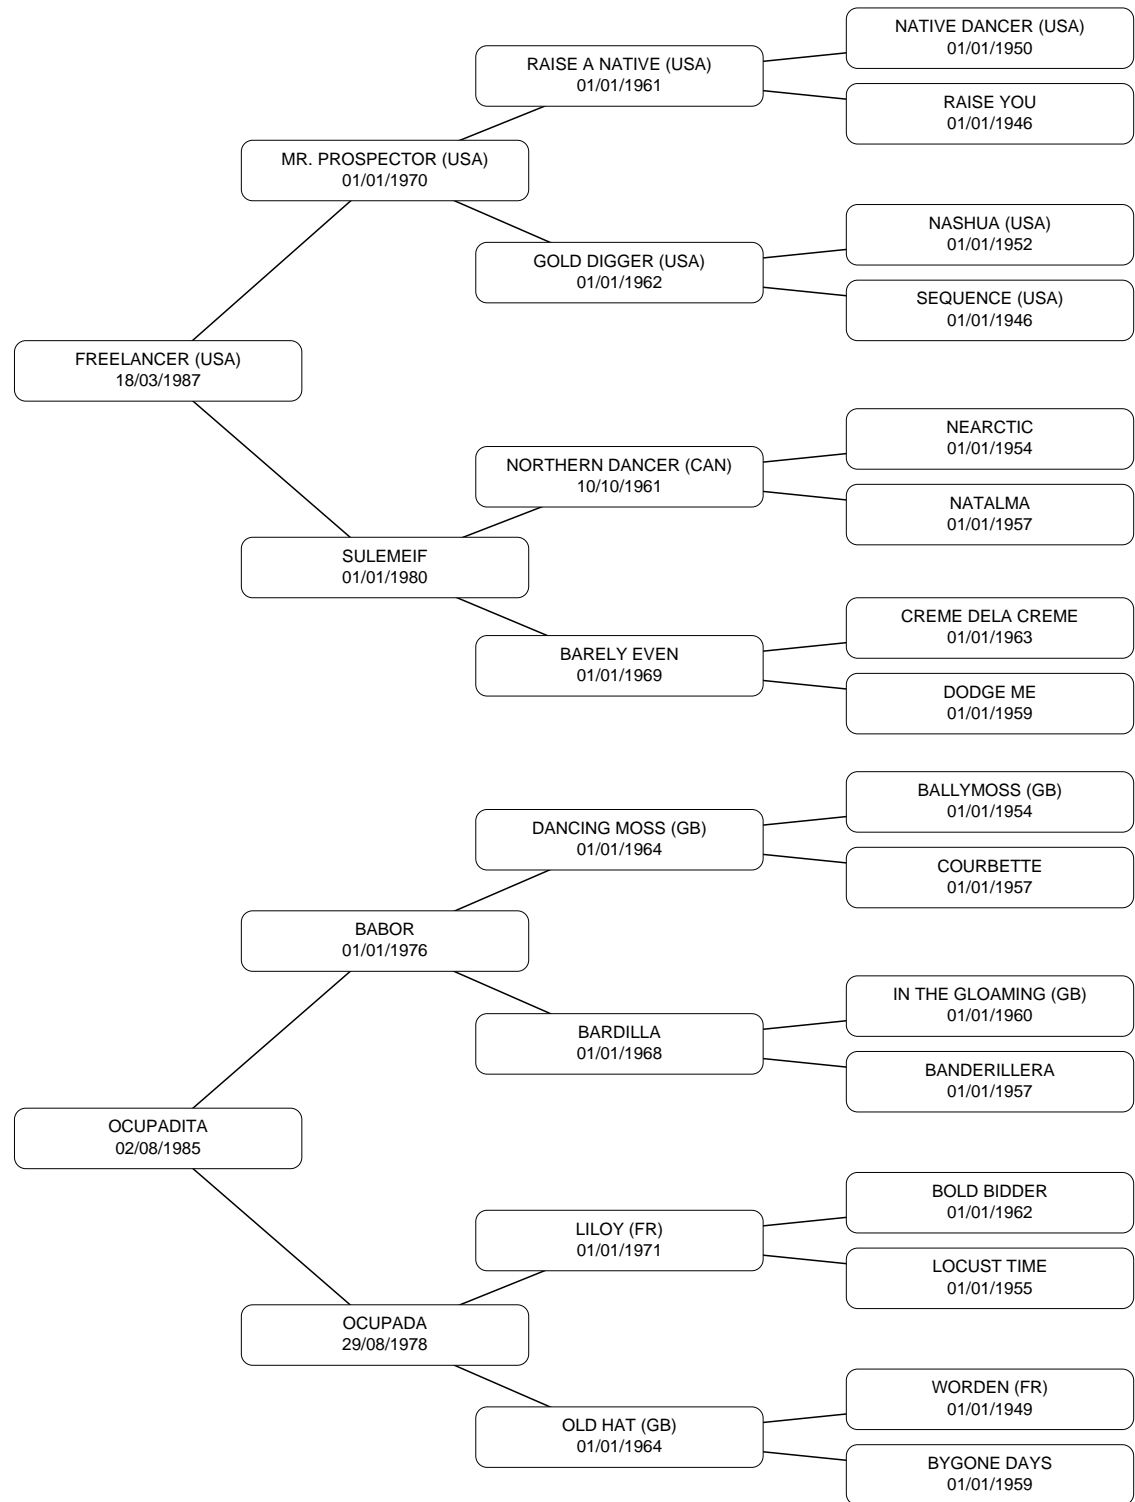 NATIVE DANCER (USA)
01/01/1950
RAISE A NATIVE (USA)
01/01/1961
RAISE YOU
01/01/1946
MR. PROSPECTOR (USA)
01/01/1970
NASHUA (USA)
01/01/1952
GOLD DIGGER (USA)
01/01/1962
SEQUENCE (USA)
01/01/1946
FREELANCER (USA)
18/03/1987
NEARCTIC
01/01/1954
NORTHERN DANCER (CAN)
10/10/1961
NATALMA
01/01/1957
SULEMEIF
01/01/1980
CREME DELA CREME
01/01/1963
BARELY EVEN
01/01/1969
DODGE ME
01/01/1959
BALLYMOSS (GB)
01/01/1954
DANCING MOSS (GB)
01/01/1964
COURBETTE
01/01/1957
BABOR
01/01/1976
IN THE GLOAMING (GB)
01/01/1960
BARDILLA
01/01/1968
BANDERILLERA
01/01/1957
OCUPADITA
02/08/1985
BOLD BIDDER
01/01/1962
LILOY (FR)
01/01/1971
LOCUST TIME
01/01/1955
OCUPADA
29/08/1978
WORDEN (FR)
01/01/1949
OLD HAT (GB)
01/01/1964
BYGONE DAYS
01/01/1959